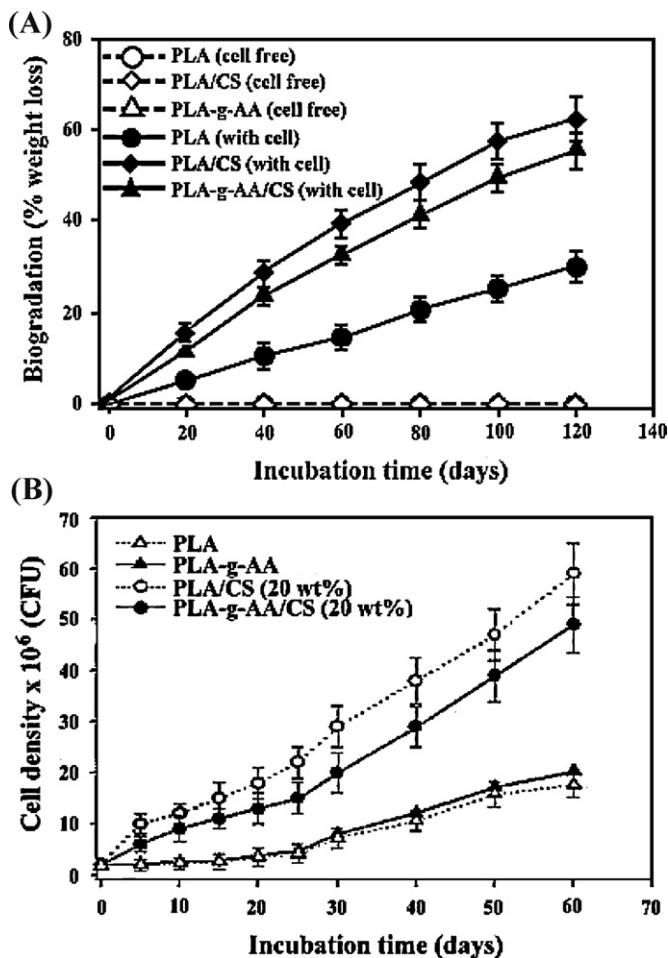 (A)
80
60
40
20
0
Biogradation (% weight loss)
PLA (cell free)
PLA/CS (cell free)
PLA-g-AA (cell free)
PLA (with cell)
PLA/CS (with cell)
PLA-g-AA/CS (with cell)
0 20 40 60 80 100 120 140
Incubation time (days)
(B)
70
60
50
40
30
20
10
0
Cell density x 10⁶ (CFU)
PLA
PLA-g-AA
PLA/CS (20 wt%)
PLA-g-AA/CS (20 wt%)
0 10 20 30 40 50 60 70
Incubation time (days)